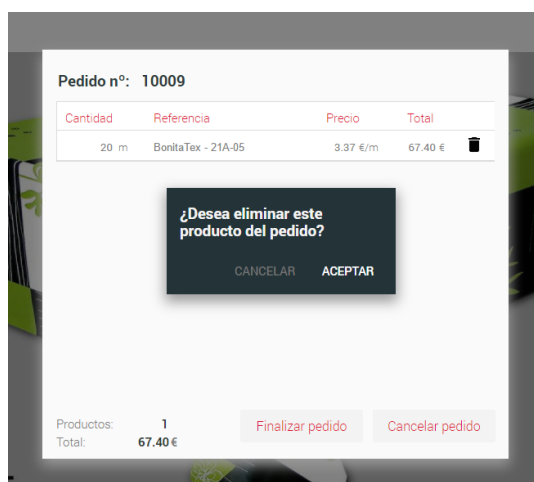 Pedido nº: 10009
Cantidad Referencia Precio Total
20 m BonitaTex - 21A-05 3.37 €/m 67.40 €
¿Desea eliminar este
producto del pedido?
CANCELAR ACEPTAR
Productos: 1
Total: 67.40 €
Finalizar pedido Cancelar pedido